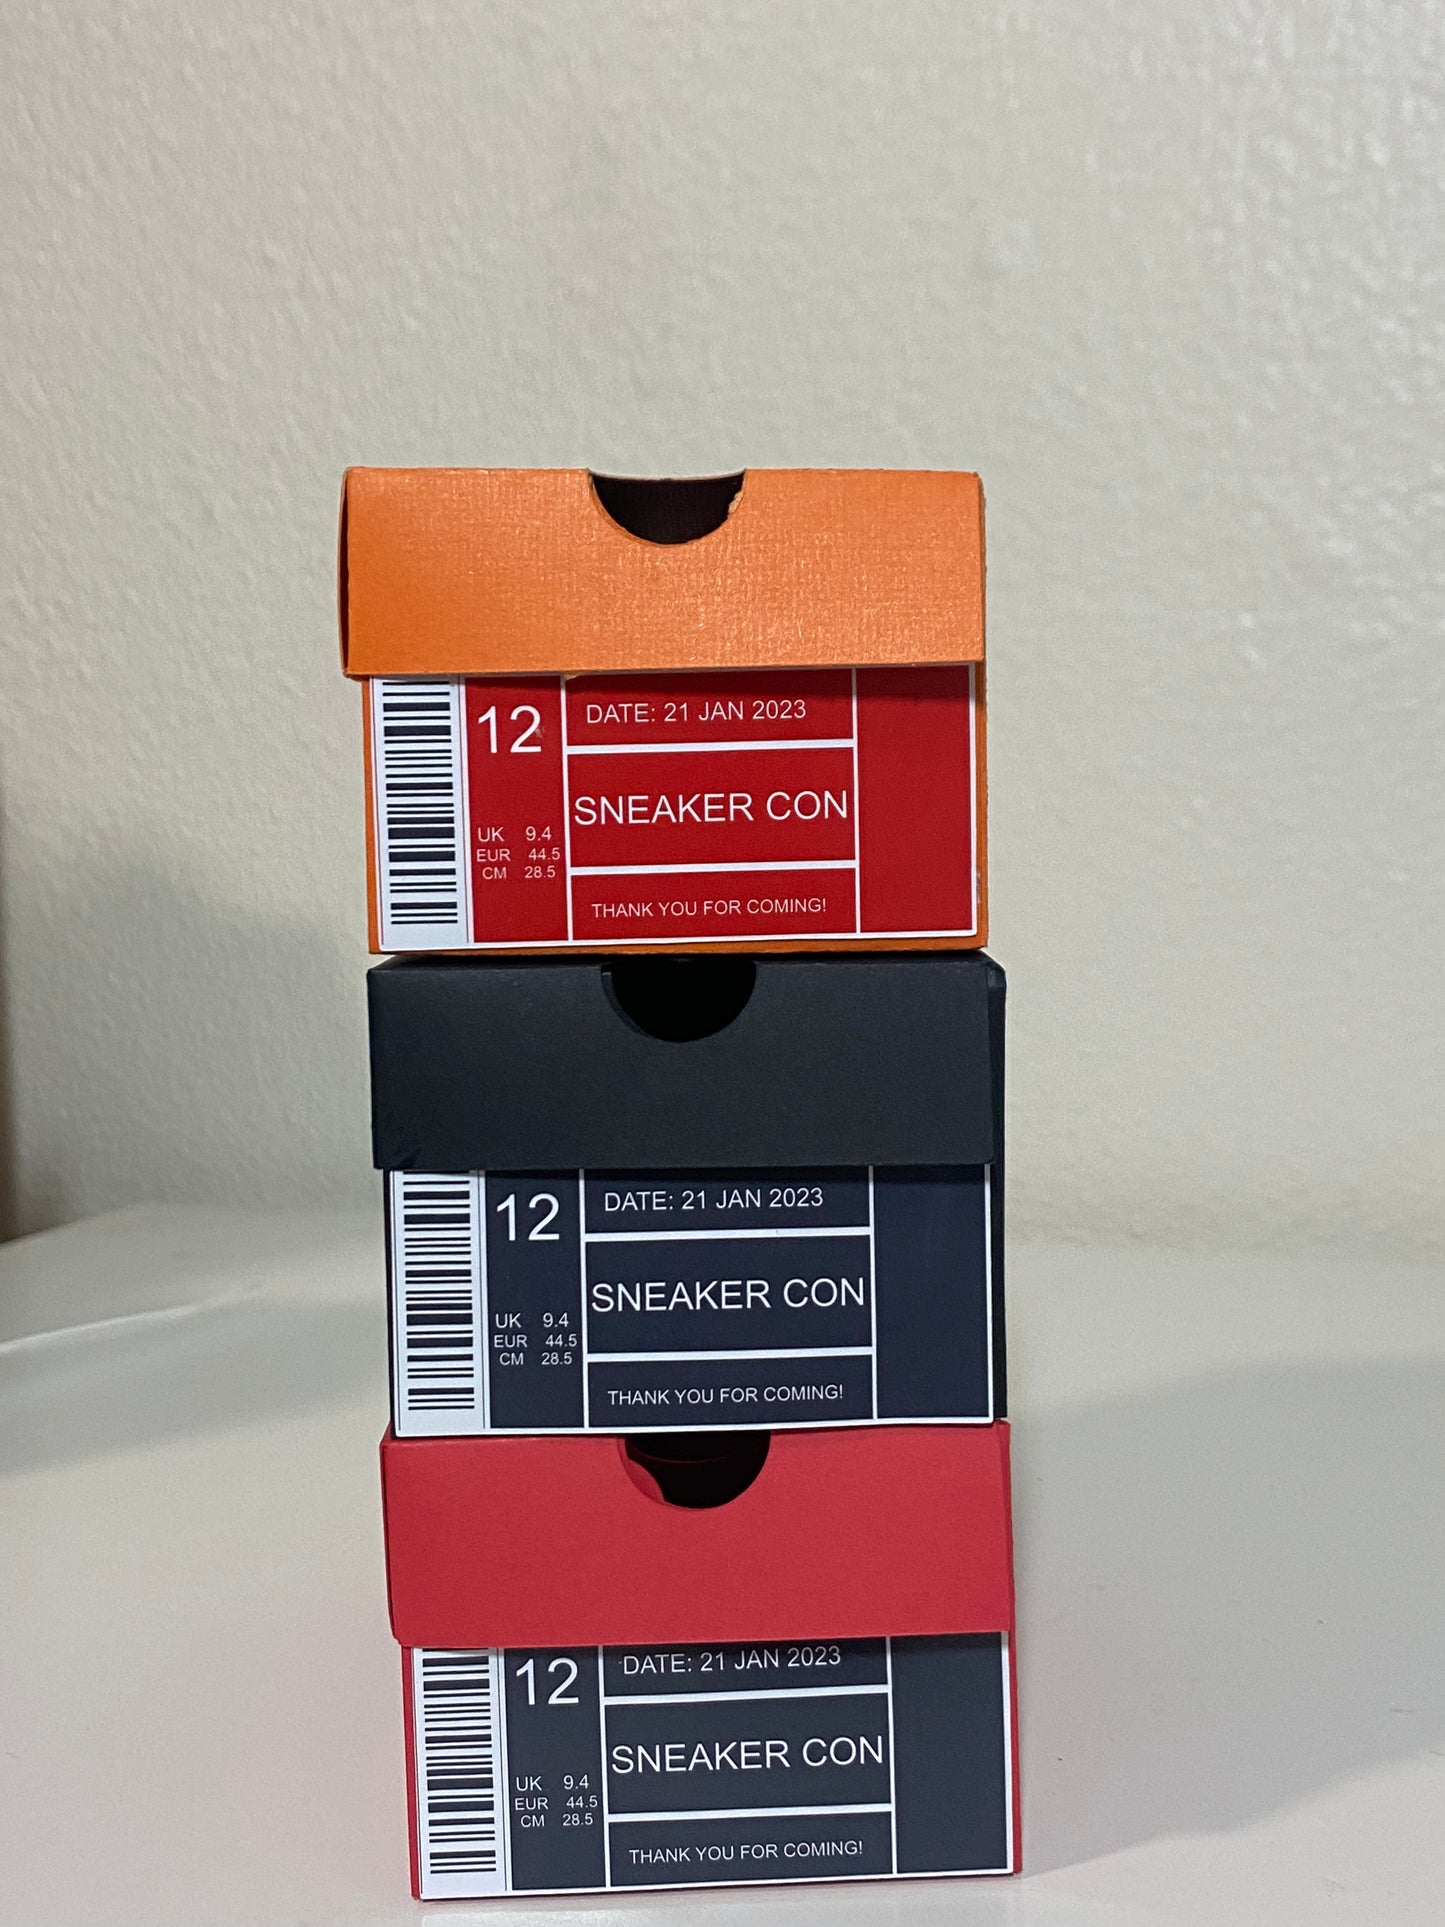 12
DATE: 21 JAN 2023
SNEAKER CON
UK 9.4
EUR 44.5
CM 28.5
THANK YOU FOR COMING!
12
DATE: 21 JAN 2023
SNEAKER CON
UK 9.4
EUR 44.5
CM 28.5
THANK YOU FOR COMING!
12
DATE: 21 JAN 2023
SNEAKER CON
UK 9.4
EUR 44.5
CM 28.5
THANK YOU FOR COMING!